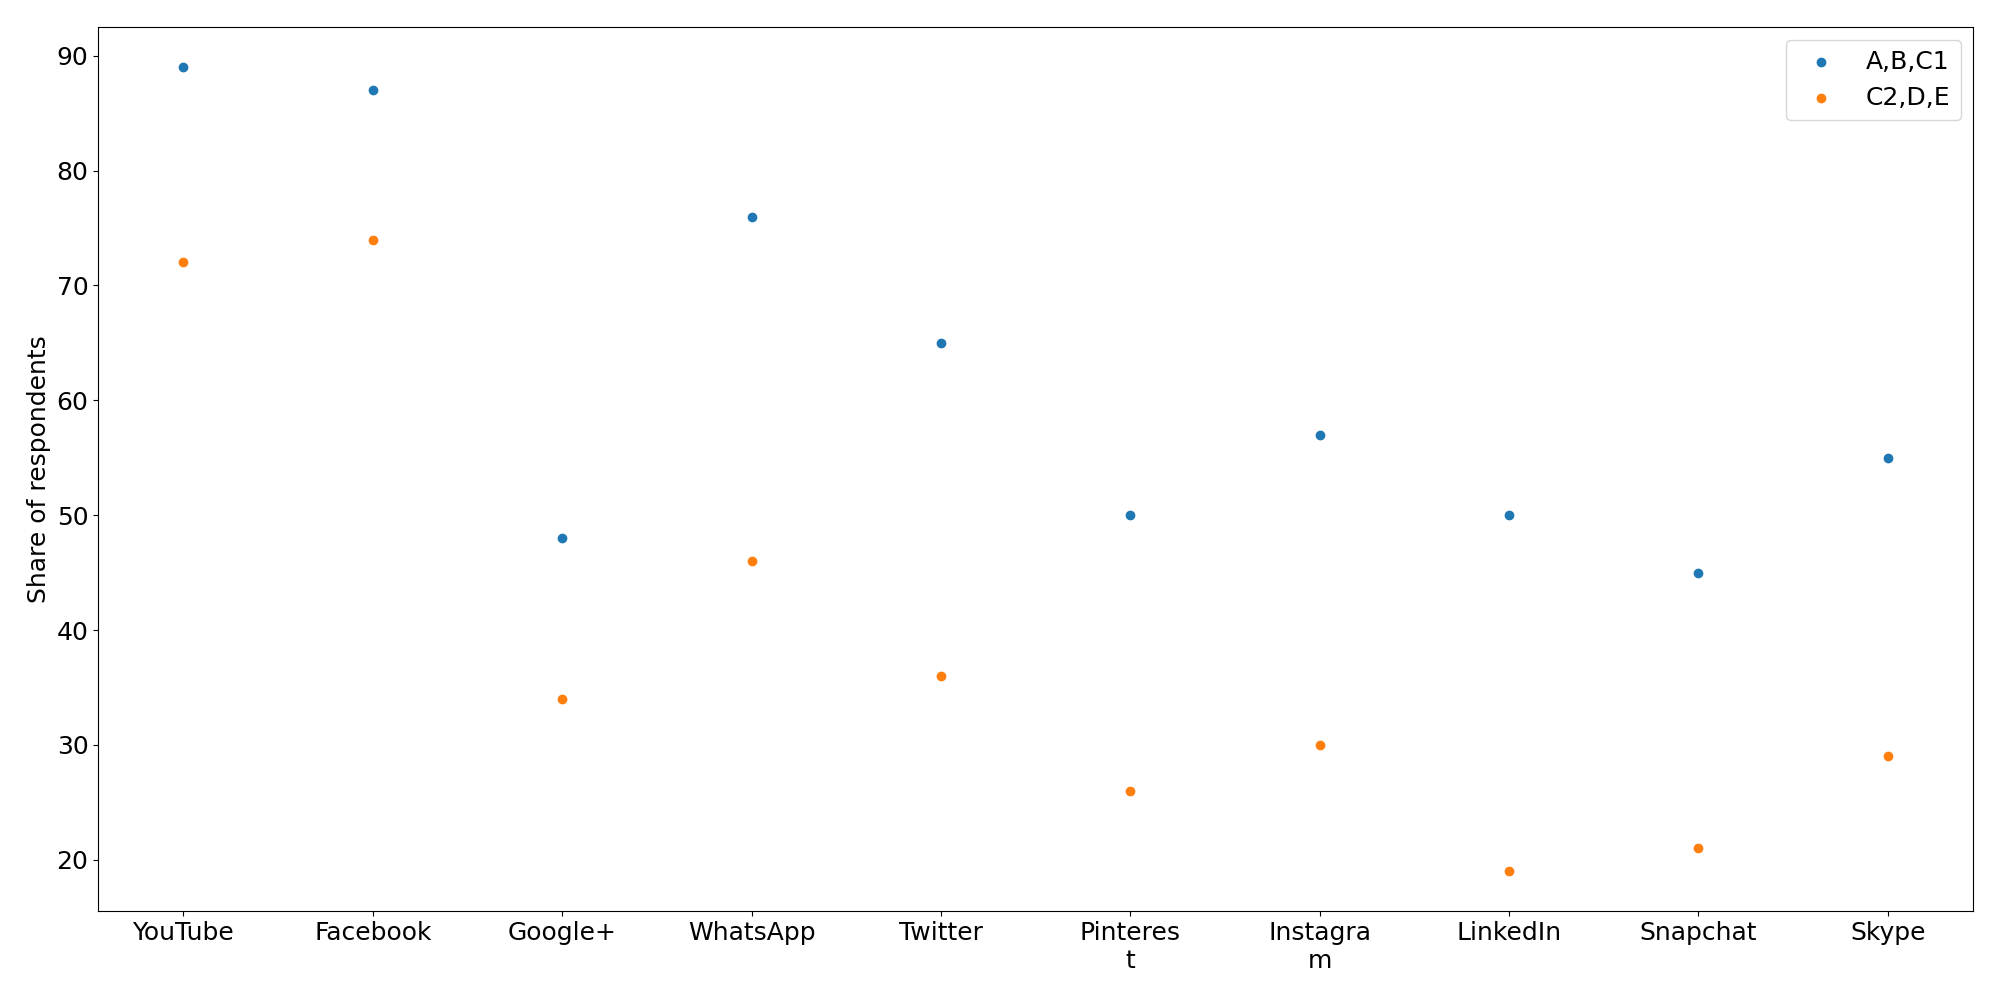 90
80
70
60
50
40
30
20
Share of respondents
A,B,C1
C2,D,E
YouTube
Facebook
Google+
WhatsApp
Twitter
Pinteres
t
Instagra
m
LinkedIn
Snapchat
Skype